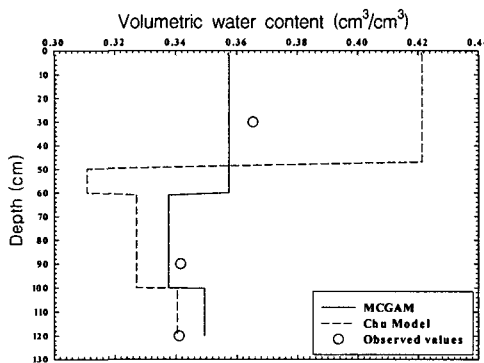 Volumetric water content (cm³/cm³)
0.30 0.32 0.34 0.36 0.38 0.40 0.42 0.44
Depth (cm)
0
10
20
30
40
50
60
70
80
90
100
110
120
130
MCGAM
Chu Model
Observed values